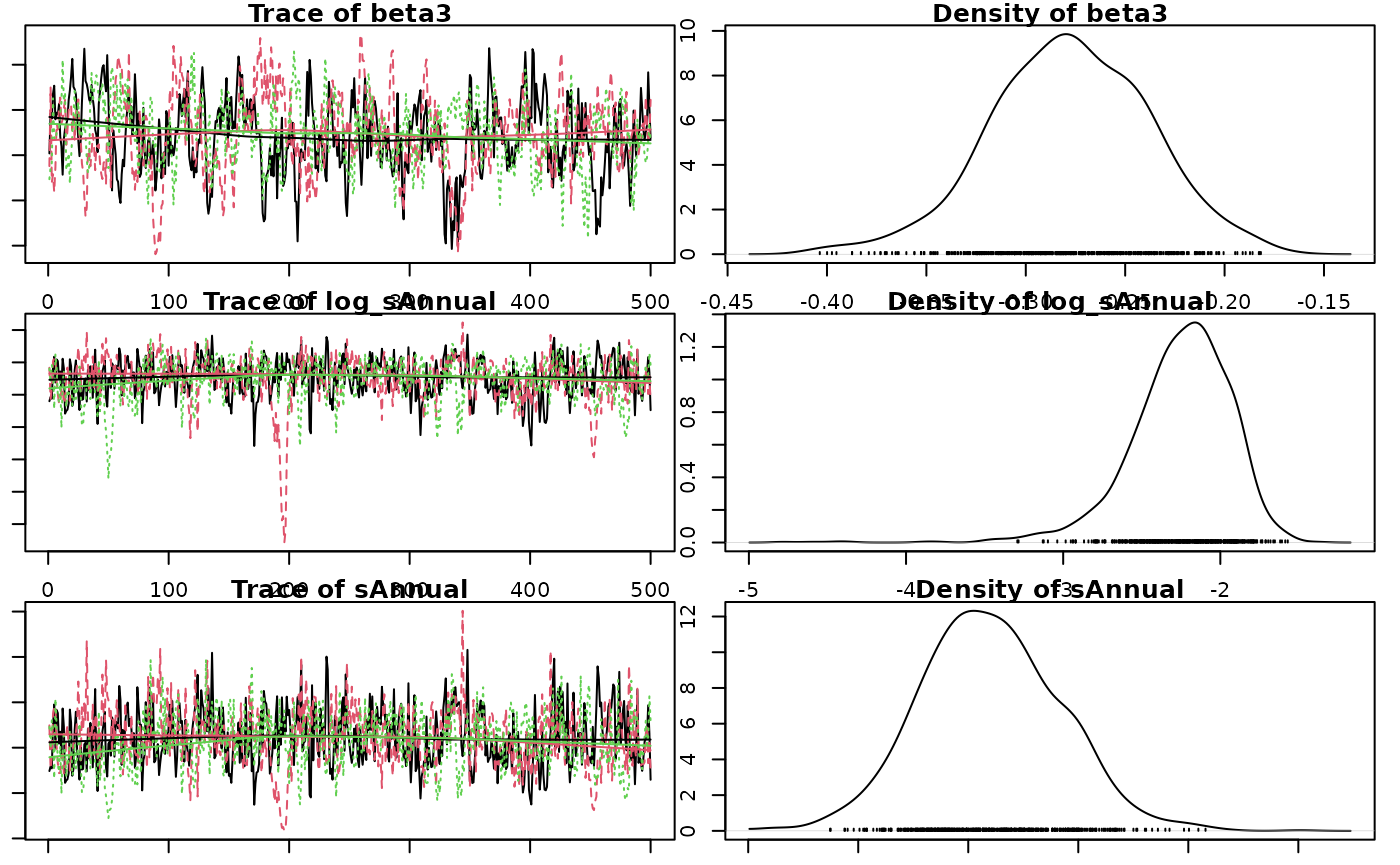 Trace of beta3
Density of beta3
0 2 4 6 8 10
0 100 200 300 400 500
-0.45 -0.40 -0.35 -0.30 -0.25 -0.20 -0.15
Trace of log_sAnnual
Density of log_sAnnual
0.0 0.4 0.8 1.2
0 100 200 300 400 500
-5 -4 -3 -2
Trace of sAnnual
Density of sAnnual
0 2 4 6 8 12